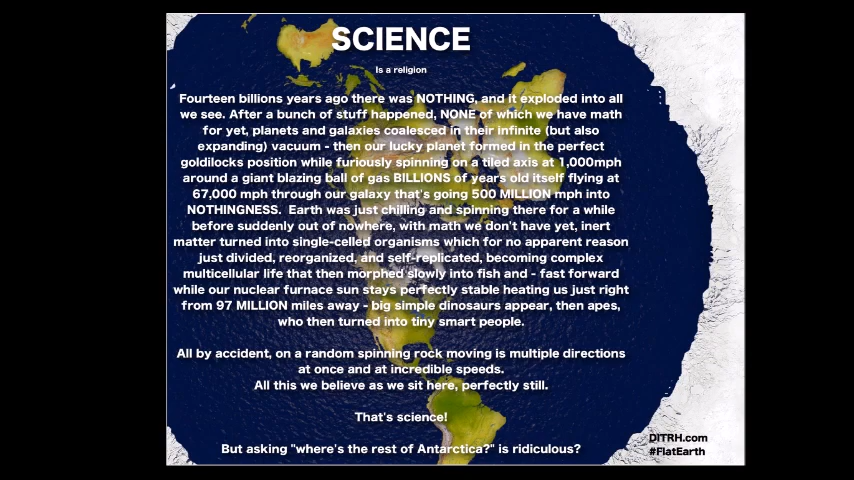 SCIENCE
Is a religion
Fourteen billions years ago there was NOTHING, and it exploded into all
we see. After a bunch of stuff happened, NONE of which we have math
for yet, planets and galaxies coalesced in their infinite (but also
expanding) vacuum - then our lucky planet formed in the perfect
goldilocks position while furiously spinning on a tiled axis at 1,000mph
around a giant blazing ball of gas BILLIONS of years old itself flying at
67,000 mph through our galaxy that's going 500 MILLION mph into
NOTHINGNESS. Earth was just chilling and spinning there for a while
before suddenly out of nowhere, with math we don't have yet, inert
matter turned into single-celled organisms which for no apparent reason
just divided, reorganized, and self-replicated, becoming complex
multicellular life that then morphed slowly into fish and - fast forward
while our nuclear furnace sun stays perfectly stable heating us just right
from 97 MILLION miles away - big simple dinosaurs appear, then apes,
who then turned into tiny smart people.
All by accident, on a random spinning rock moving is multiple directions
at once and at incredible speeds.
All this we believe as we sit here, perfectly still.
That's science!
But asking "where's the rest of Antarctica?" is ridiculous?
DITRH.com
#FlatEarth